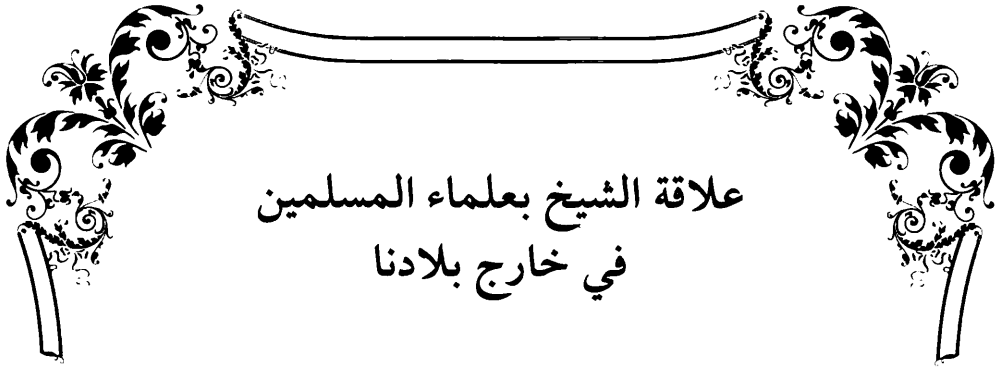 علاقة الشيخ بعلماء المسلمين
في خارج بلادنا